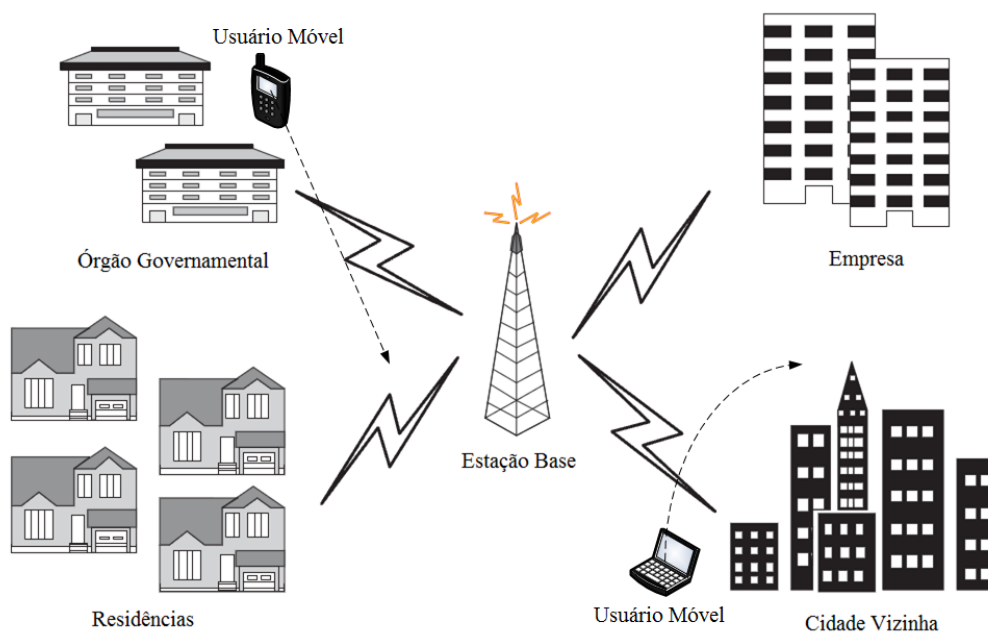 Usuário Móvel
Órgão Governamental
Empresa
Estação Base
Residências
Usuário Móvel
Cidade Vizinha